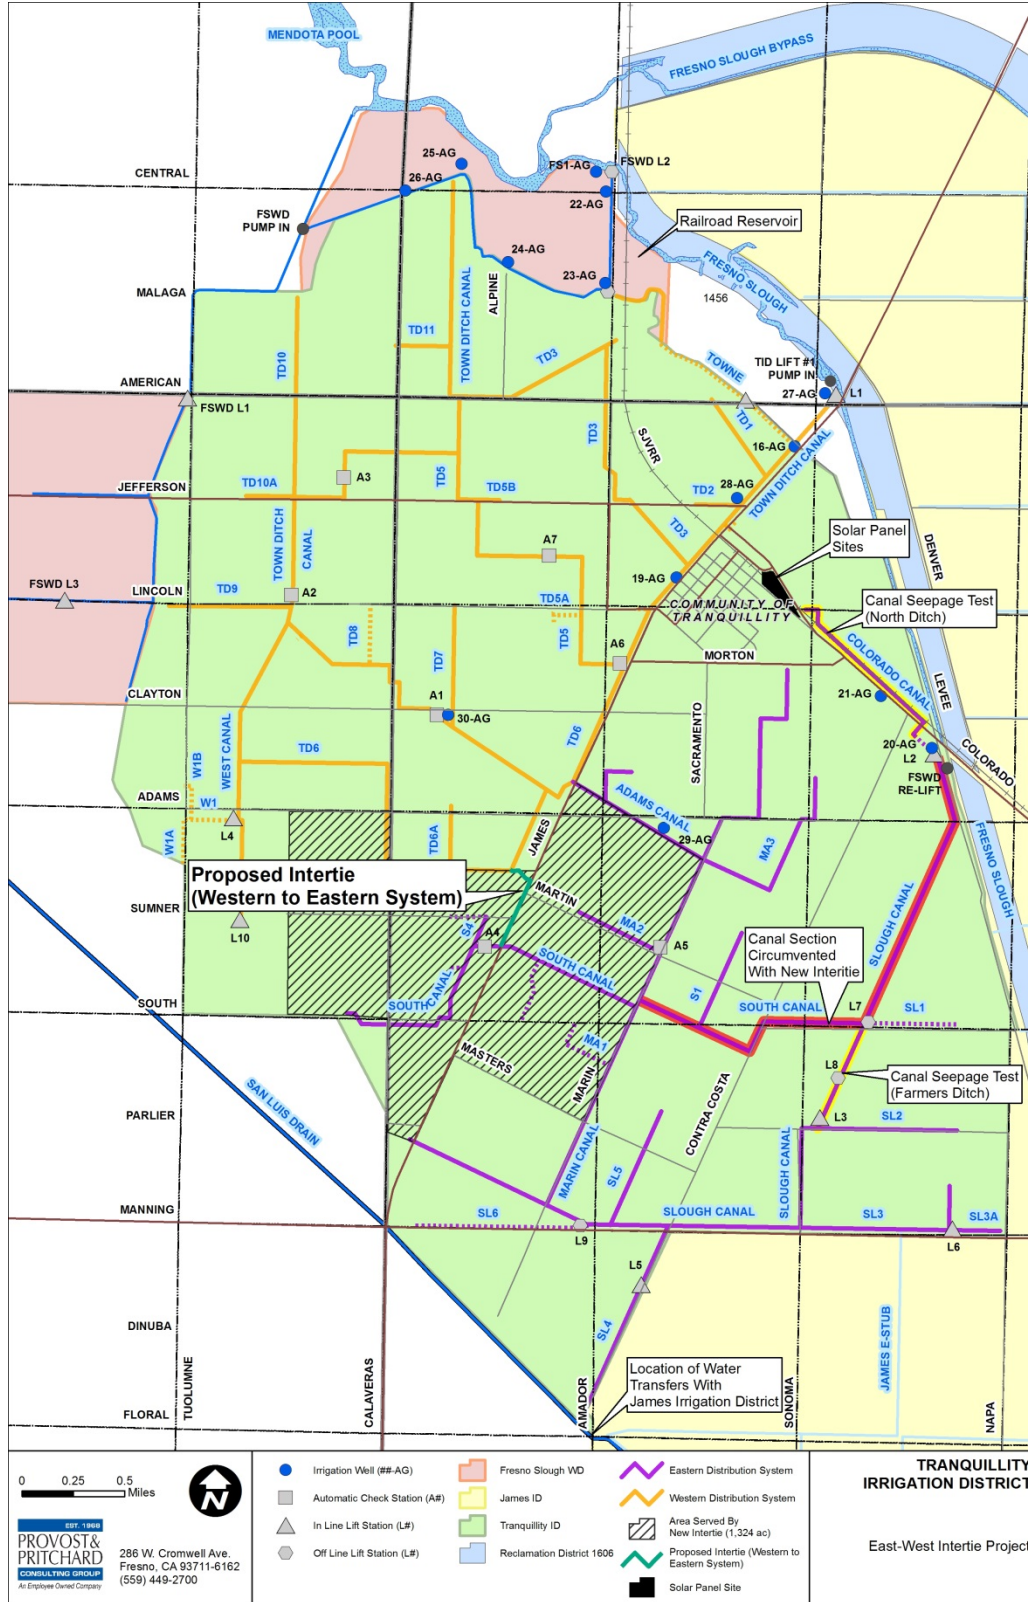 MENDOTA POOL
FRESNO SLOUGH BYPASS
CENTRAL
25-AG
26-AG
FS1-AG
FSWD L2
22-AG
FSWD
PUMP IN
Railroad Reservoir
24-AG
23-AG
FRESNO SLOUGH
1456
MALAGA
ALPINE
TOWN DITCH CANAL
TD11
TD10
TD3
TOWNE
TID LIFT #1
PUMP IN
27-AG
L1
AMERICAN
FSWD L1
TD1
16-AG
TD3
SJVRR
TOWN DITCH CANAL
A3
TD5
JEFFERSON
TD10A
TD5B
TD2
28-AG
TD3
TOWN DITCH
CANAL
A7
Solar Panel
Sites
DENVER
FSWD L3
LINCOLN
TD9
A2
19-AG
COMMUNITY OF
TRANQUILLITY
TD5A
TD5
TD8
Canal Seepage Test
(North Ditch)
TD7
A6
MORTON
COLORADO CANAL
LEVEE
CLAYTON
A1
30-AG
21-AG
SACRAMENTO
TD6
COLORADO
20-AG
L2
FSWD
RE-LIFT
WEST CANAL
TD6
W1B
ADAMS
W1
W1A
L4
ADAMS CANAL
29-AG
JAMES
TD6A
MA3
FRESNO SLOUGH
Proposed Intertie
(Western to Eastern System)
MARTIN
SUMNER
L10
S4
A4
MA2
A5
SLOUGH CANAL
Canal Section
Circumvented
With New Interitie
SOUTH CANAL
S1
SOUTH
SOUTH CANAL
SOUTH CANAL
L7
SL1
MA1
MASTERS
MARIN
L8
Canal Seepage Test
(Farmers Ditch)
SAN LUIS DRAIN
CONTRA COSTA
L3
SL2
PARLIER
MARIN CANAL
SL5
SLOUGH CANAL
MANNING
SL6
L9
SLOUGH CANAL
SL3
SL3A
L6
L5
DINUBA
SL4
JAMES E-STUB
Location of Water
Transfers With
James Irrigation District
FLORAL
TUOLUMNE
CALAVERAS
AMADOR
SONOMA
NAPA
0 0.25 0.5
Miles
N
EST. 1968
PROVOST&
PRITCHARD
CONSULTING GROUP
An Employee Owned Company
286 W. Cromwell Ave.
Fresno, CA 93711-6162
(559) 449-2700
Irrigation Well (##-AG)
Automatic Check Station (A#)
In Line Lift Station (L#)
Off Line Lift Station (L#)
Fresno Slough WD
James ID
Tranquillity ID
Reclamation District 1606
Eastern Distribution System
Western Distribution System
Area Served By
New Intertie (1,324 ac)
Proposed Intertie (Western to
Eastern System)
Solar Panel Site
TRANQUILLITY
IRRIGATION DISTRICT
East-West Intertie Project